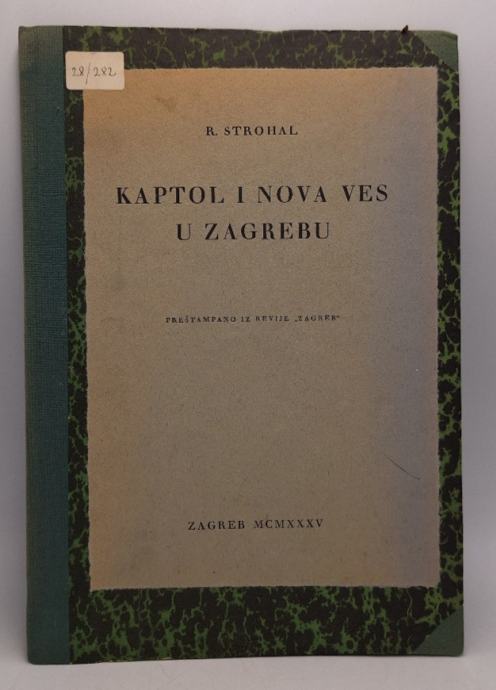 28/282
R. STROHAL
KAPTOL I NOVA VES
U ZAGREBU
PREŠTAMPANO IZ REVIJE „ZAGREB“
ZAGREB MCMXXXV